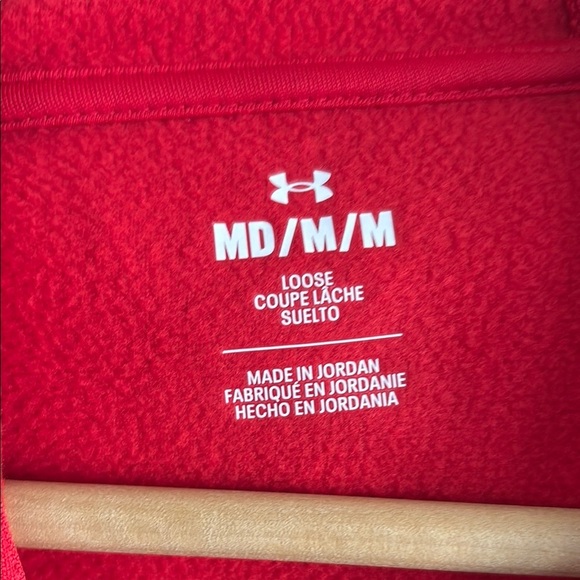 MD/M/M
LOOSE
COUPE LÂCHE
SUELTO
MADE IN JORDAN
FABRIQUÉ EN JORDANIE
HECHO EN JORDANIA